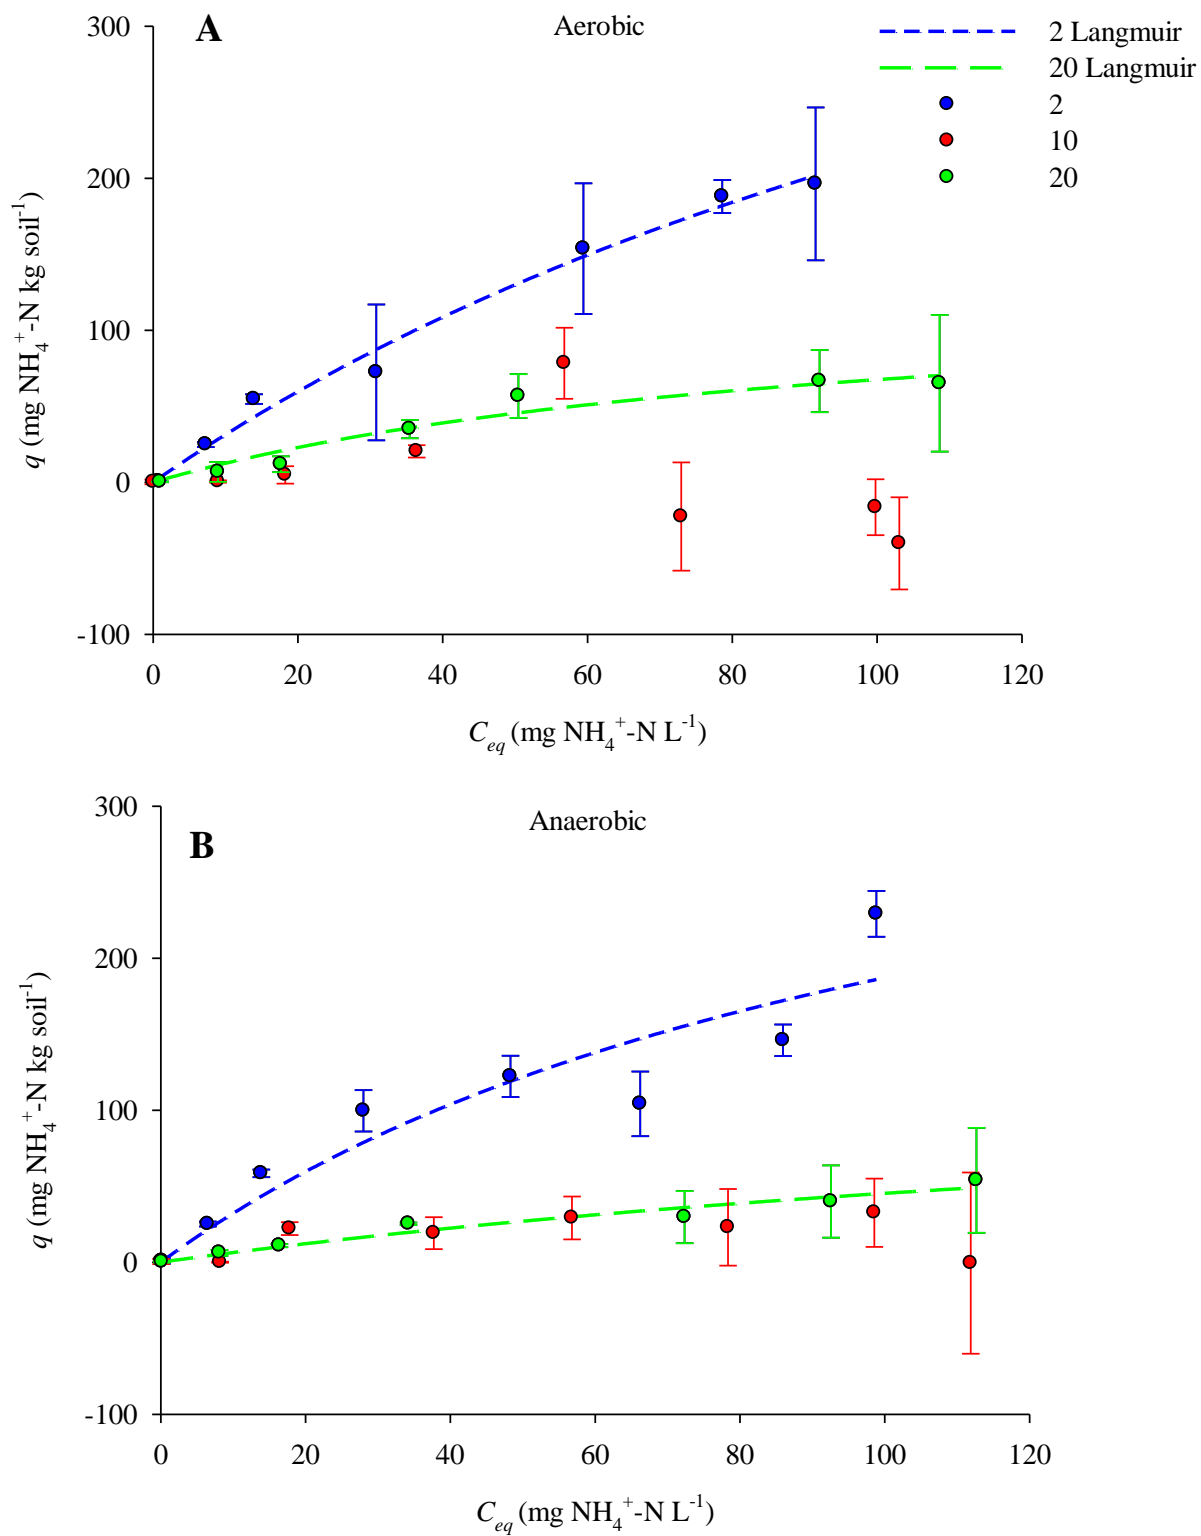 A
Aerobic
2 Langmuir
20 Langmuir
2
10
20
300
200
100
0
-100
q (mg NH₄⁺-N kg soil⁻¹)
0 20 40 60 80 100 120
C_eq (mg NH₄⁺-N L⁻¹)
B
Anaerobic
300
200
100
0
-100
q (mg NH₄⁺-N kg soil⁻¹)
0 20 40 60 80 100 120
C_eq (mg NH₄⁺-N L⁻¹)